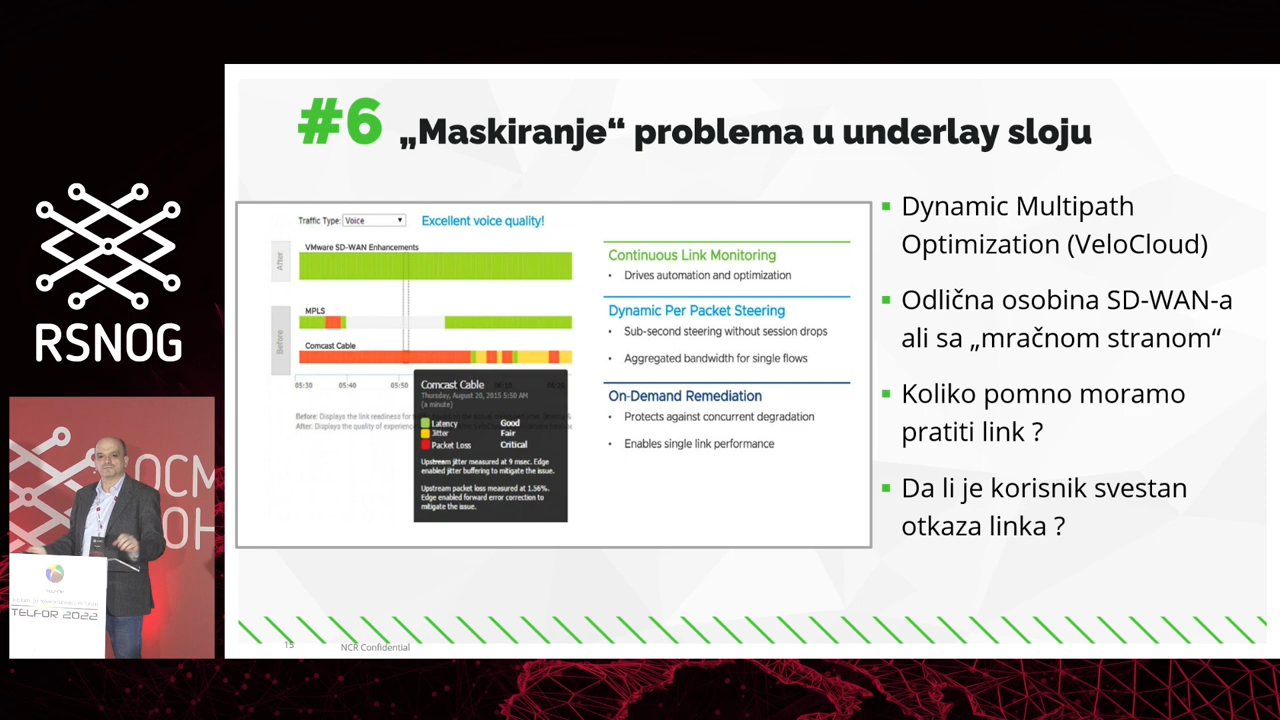 #6 „Maskiranje“ problema u underlay sloju
RSNOG
Traffic Type: Voice
Excellent voice quality!
After
VMware SD-WAN Enhancements
Before
MPLS
Comcast Cable
05:30 05:40 05:50
Before: Displays the link readiness for
After: Displays the quality of experience
Comcast Cable
Thursday, August 20, 2015 5:50 AM
(a minute)
Latency Good
Jitter Fair
Packet Loss Critical
Upstream jitter measured at 9 msec. Edge
enabled jitter buffering to mitigate the issue.
Upstream packet loss measured at 1.56%.
Edge enabled forward error correction to
mitigate the issue.
Continuous Link Monitoring
• Drives automation and optimization
Dynamic Per Packet Steering
• Sub-second steering without session drops
• Aggregated bandwidth for single flows
On-Demand Remediation
• Protects against concurrent degradation
• Enables single link performance
Dynamic Multipath
Optimization (VeloCloud)
Odlična osobina SD-WAN-a
ali sa „mračnom stranom“
Koliko pomno moramo
pratiti link ?
Da li je korisnik svestan
otkaza linka ?
15
NCR Confidential
TELFOR 2022